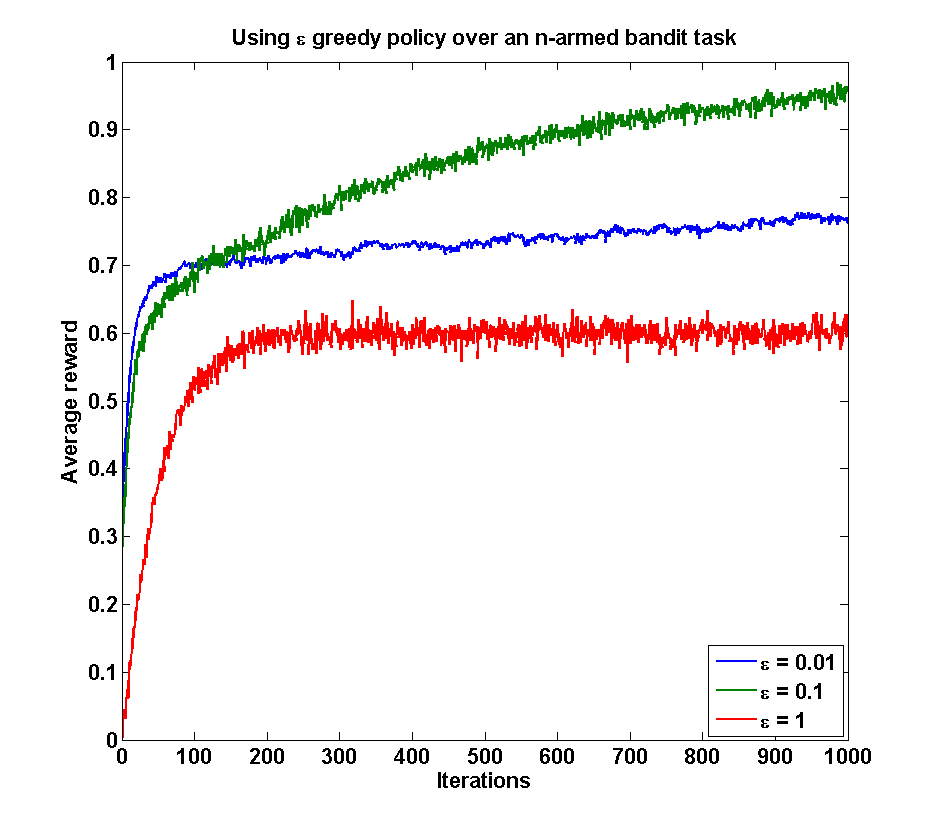 Using ε greedy policy over an n-armed bandit task
1
0.9
0.8
0.7
0.6
0.5
0.4
0.3
0.2
0.1
0
Average reward
0 100 200 300 400 500 600 700 800 900 1000
Iterations
ε = 0.01
ε = 0.1
ε = 1